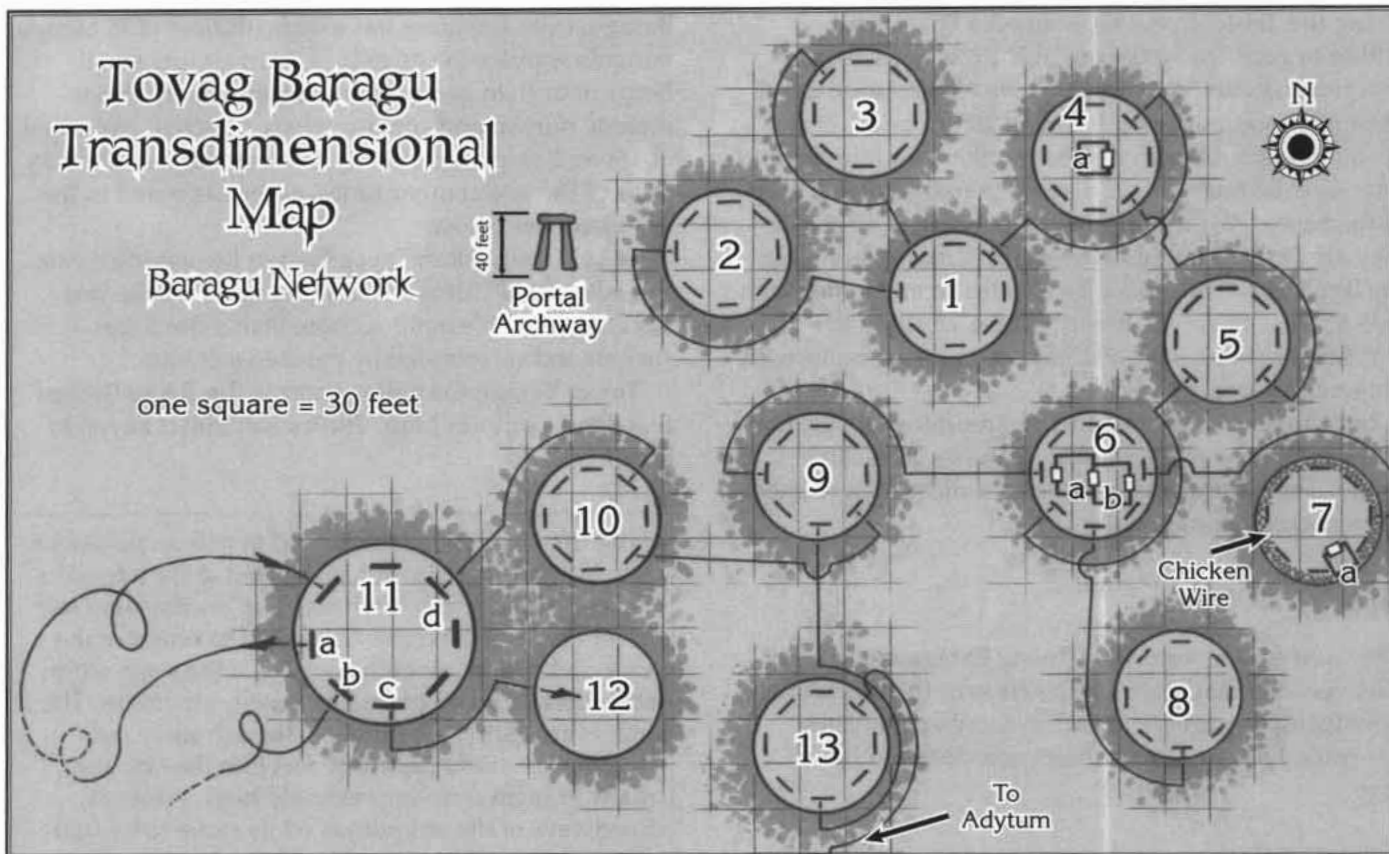 Tovag Baragu
Transdimensional
Map
Baragu Network
40 feet
Portal
Archway
one square = 30 feet
N
3
4
a
2
1
5
6
a
b
9
7
a
Chicken
Wire
10
11
a
b
c
d
12
8
13
To
Adytum